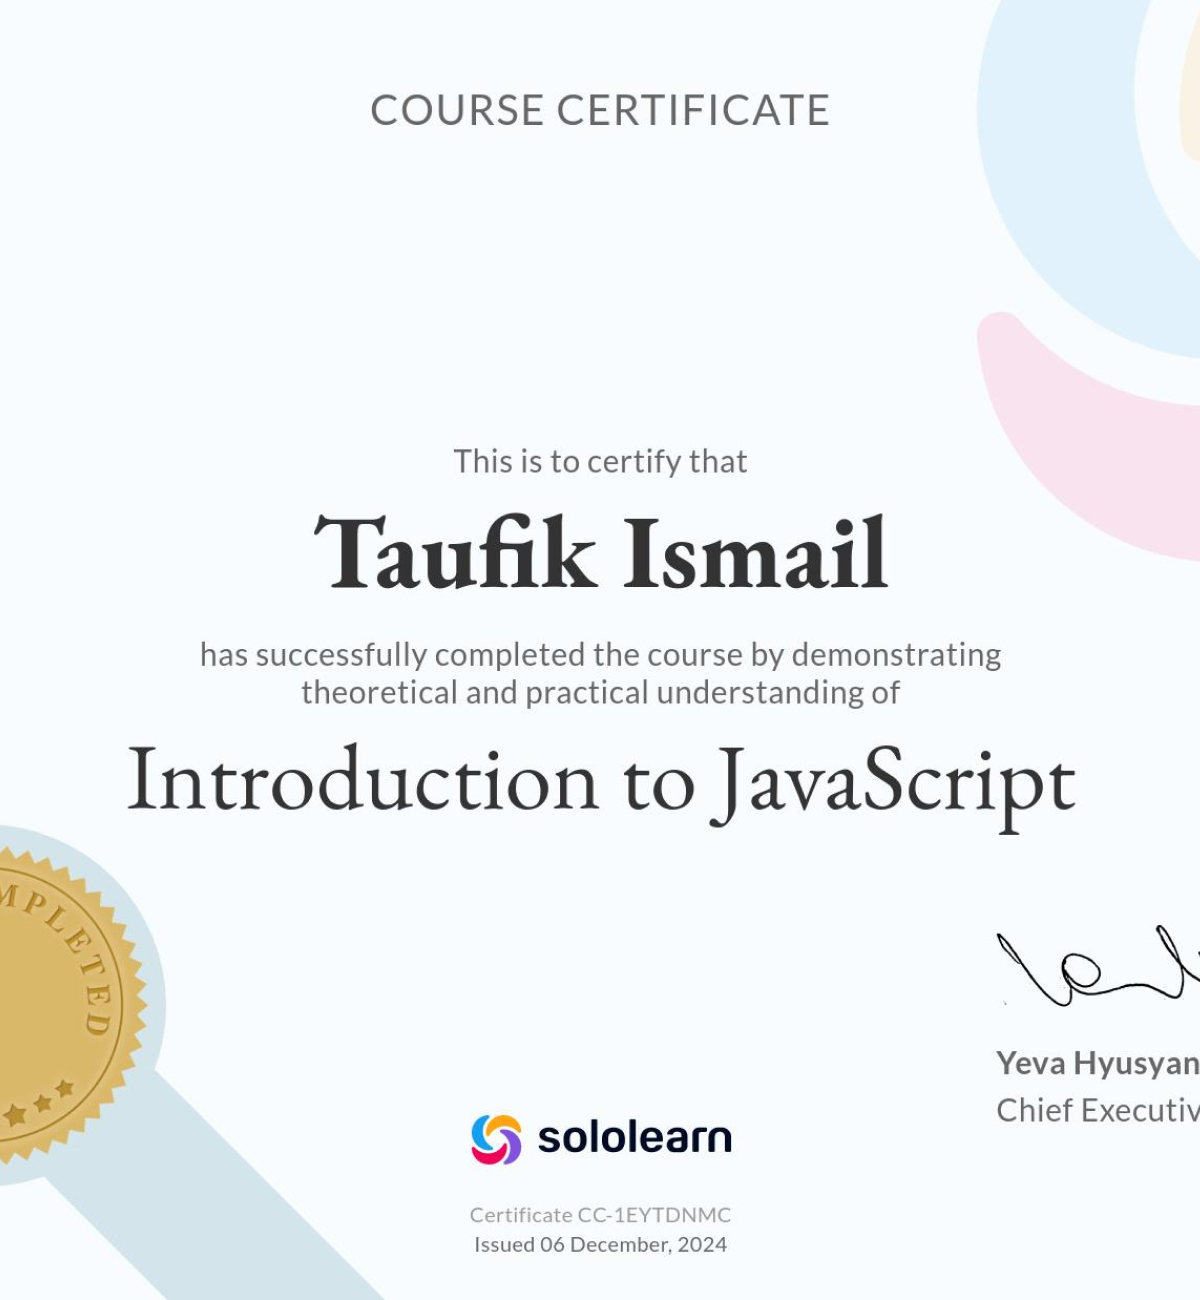 COURSE CERTIFICATE
This is to certify that
Taufik Ismail
has successfully completed the course by demonstrating
theoretical and practical understanding of
Introduction to JavaScript
MPLETED
Yeva Hyusyan
Chief Executiv
sololearn
Certificate CC-1EYTDNMC
Issued 06 December, 2024